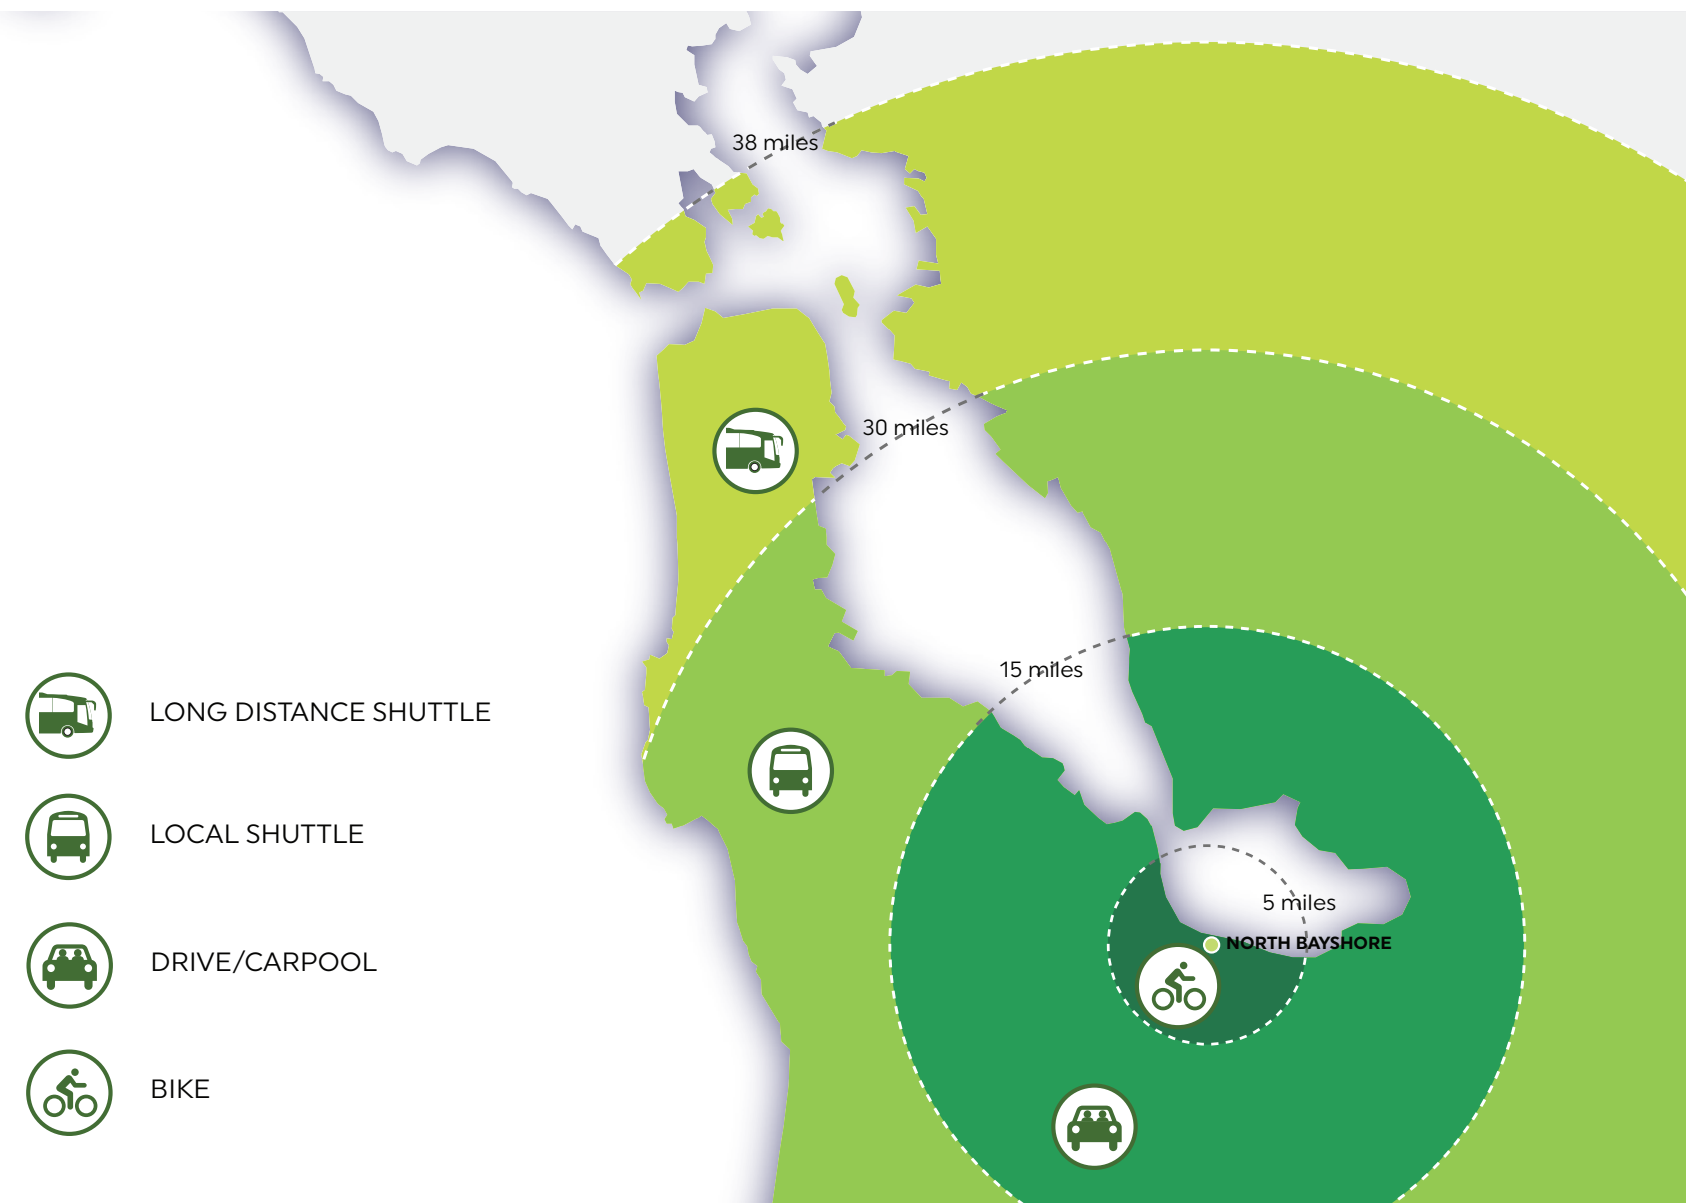 38 miles
30 miles
15 miles
5 miles
NORTH BAYSHORE
LONG DISTANCE SHUTTLE
LOCAL SHUTTLE
DRIVE/CARPOOL
BIKE